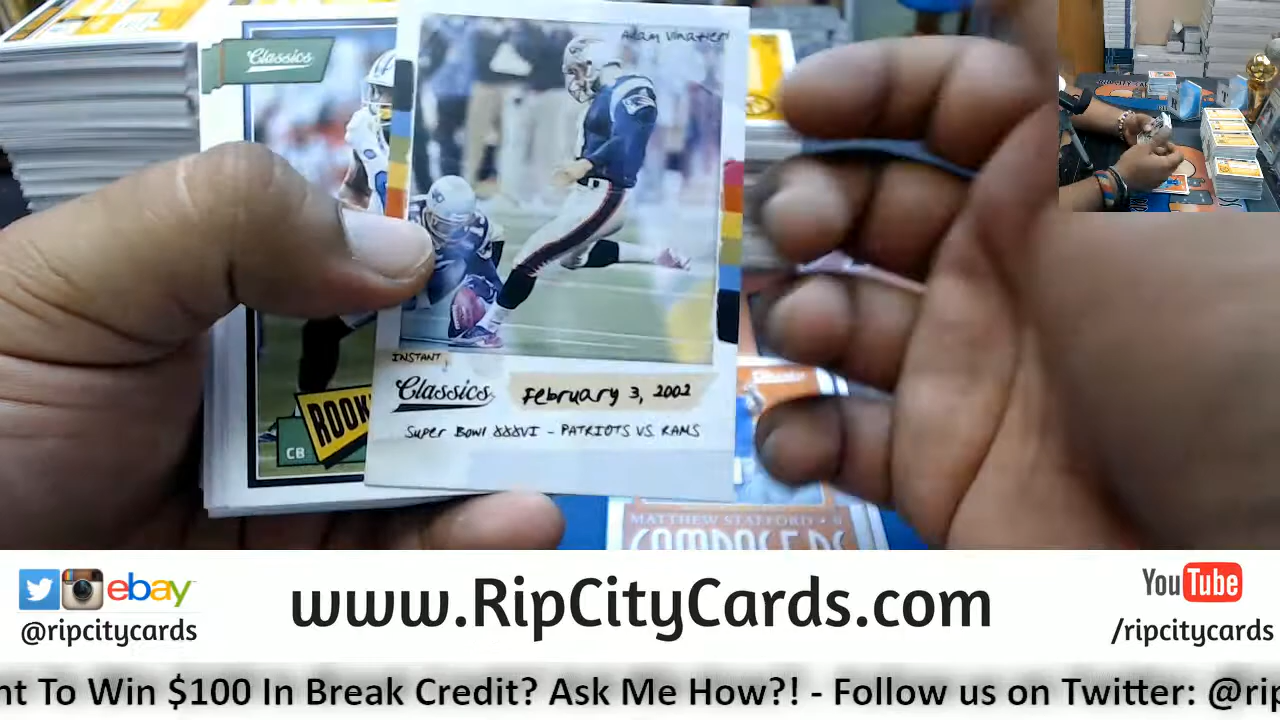 Classics
Adam Vinatieri
INSTANT
Classics
February 3, 2002
SUPER BOWL XXXVI - PATRIOTS VS. RAMS
ROOK
CB
MATTHEW STAFFORD • 9
COMPOSERS
ebay
@ripcitycards
www.RipCityCards.com
YouTube
/ripcitycards
nt To Win $100 In Break Credit? Ask Me How?! - Follow us on Twitter: @rip